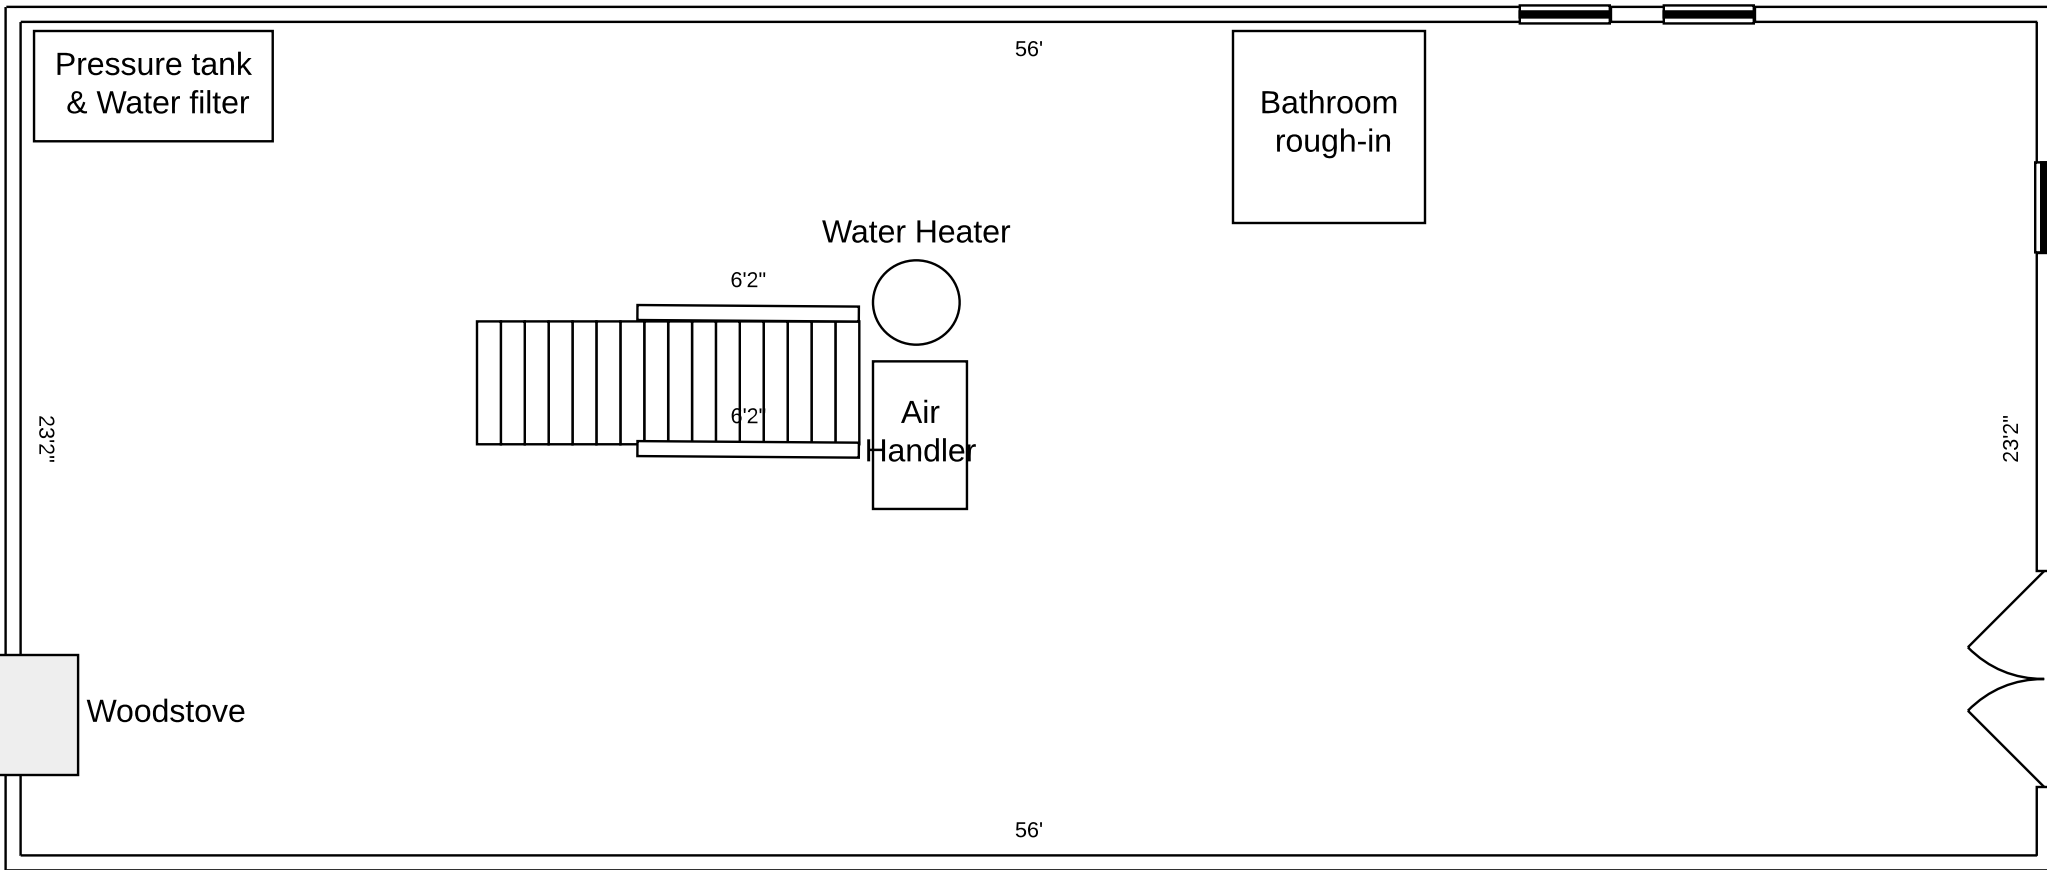 56'
Pressure tank
& Water filter
Bathroom
rough-in
Water Heater
6'2"
6'2"
Air
Handler
23'2"
23'2"
Woodstove
56'